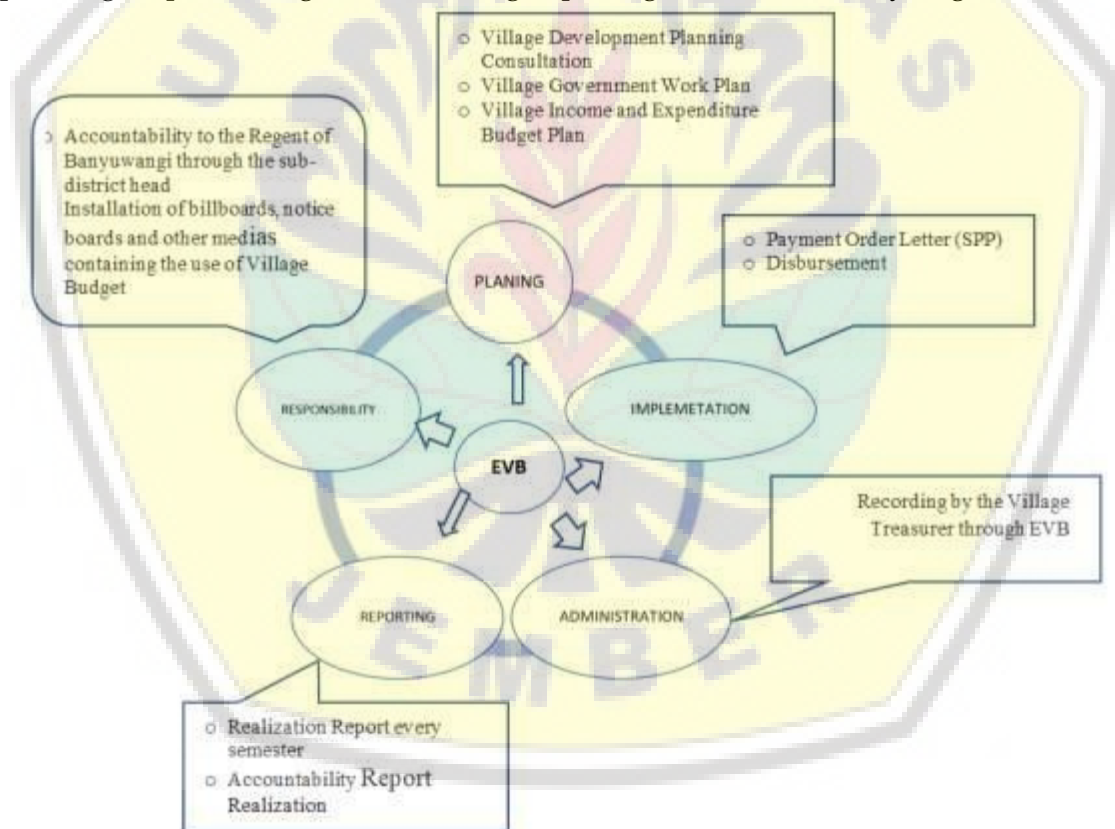 ○ Village Development Planning
Consultation
○ Village Government Work Plan
○ Village Income and Expenditure
Budget Plan
Accountability to the Regent of
Banyuwangi through the sub-
district head
Installation of billboards, notice
boards and other medias
containing the use of Village
Budget
○ Payment Order Letter (SPP)
○ Disbursement
PLANING
RESPONSIBILITY
IMPLEMETATION
EVB
Recording by the Village
Treasurer through EVB
REPORTING
ADMINISTRATION
○ Realization Report every
semester
○ Accountability Report
Realization
JEMBER